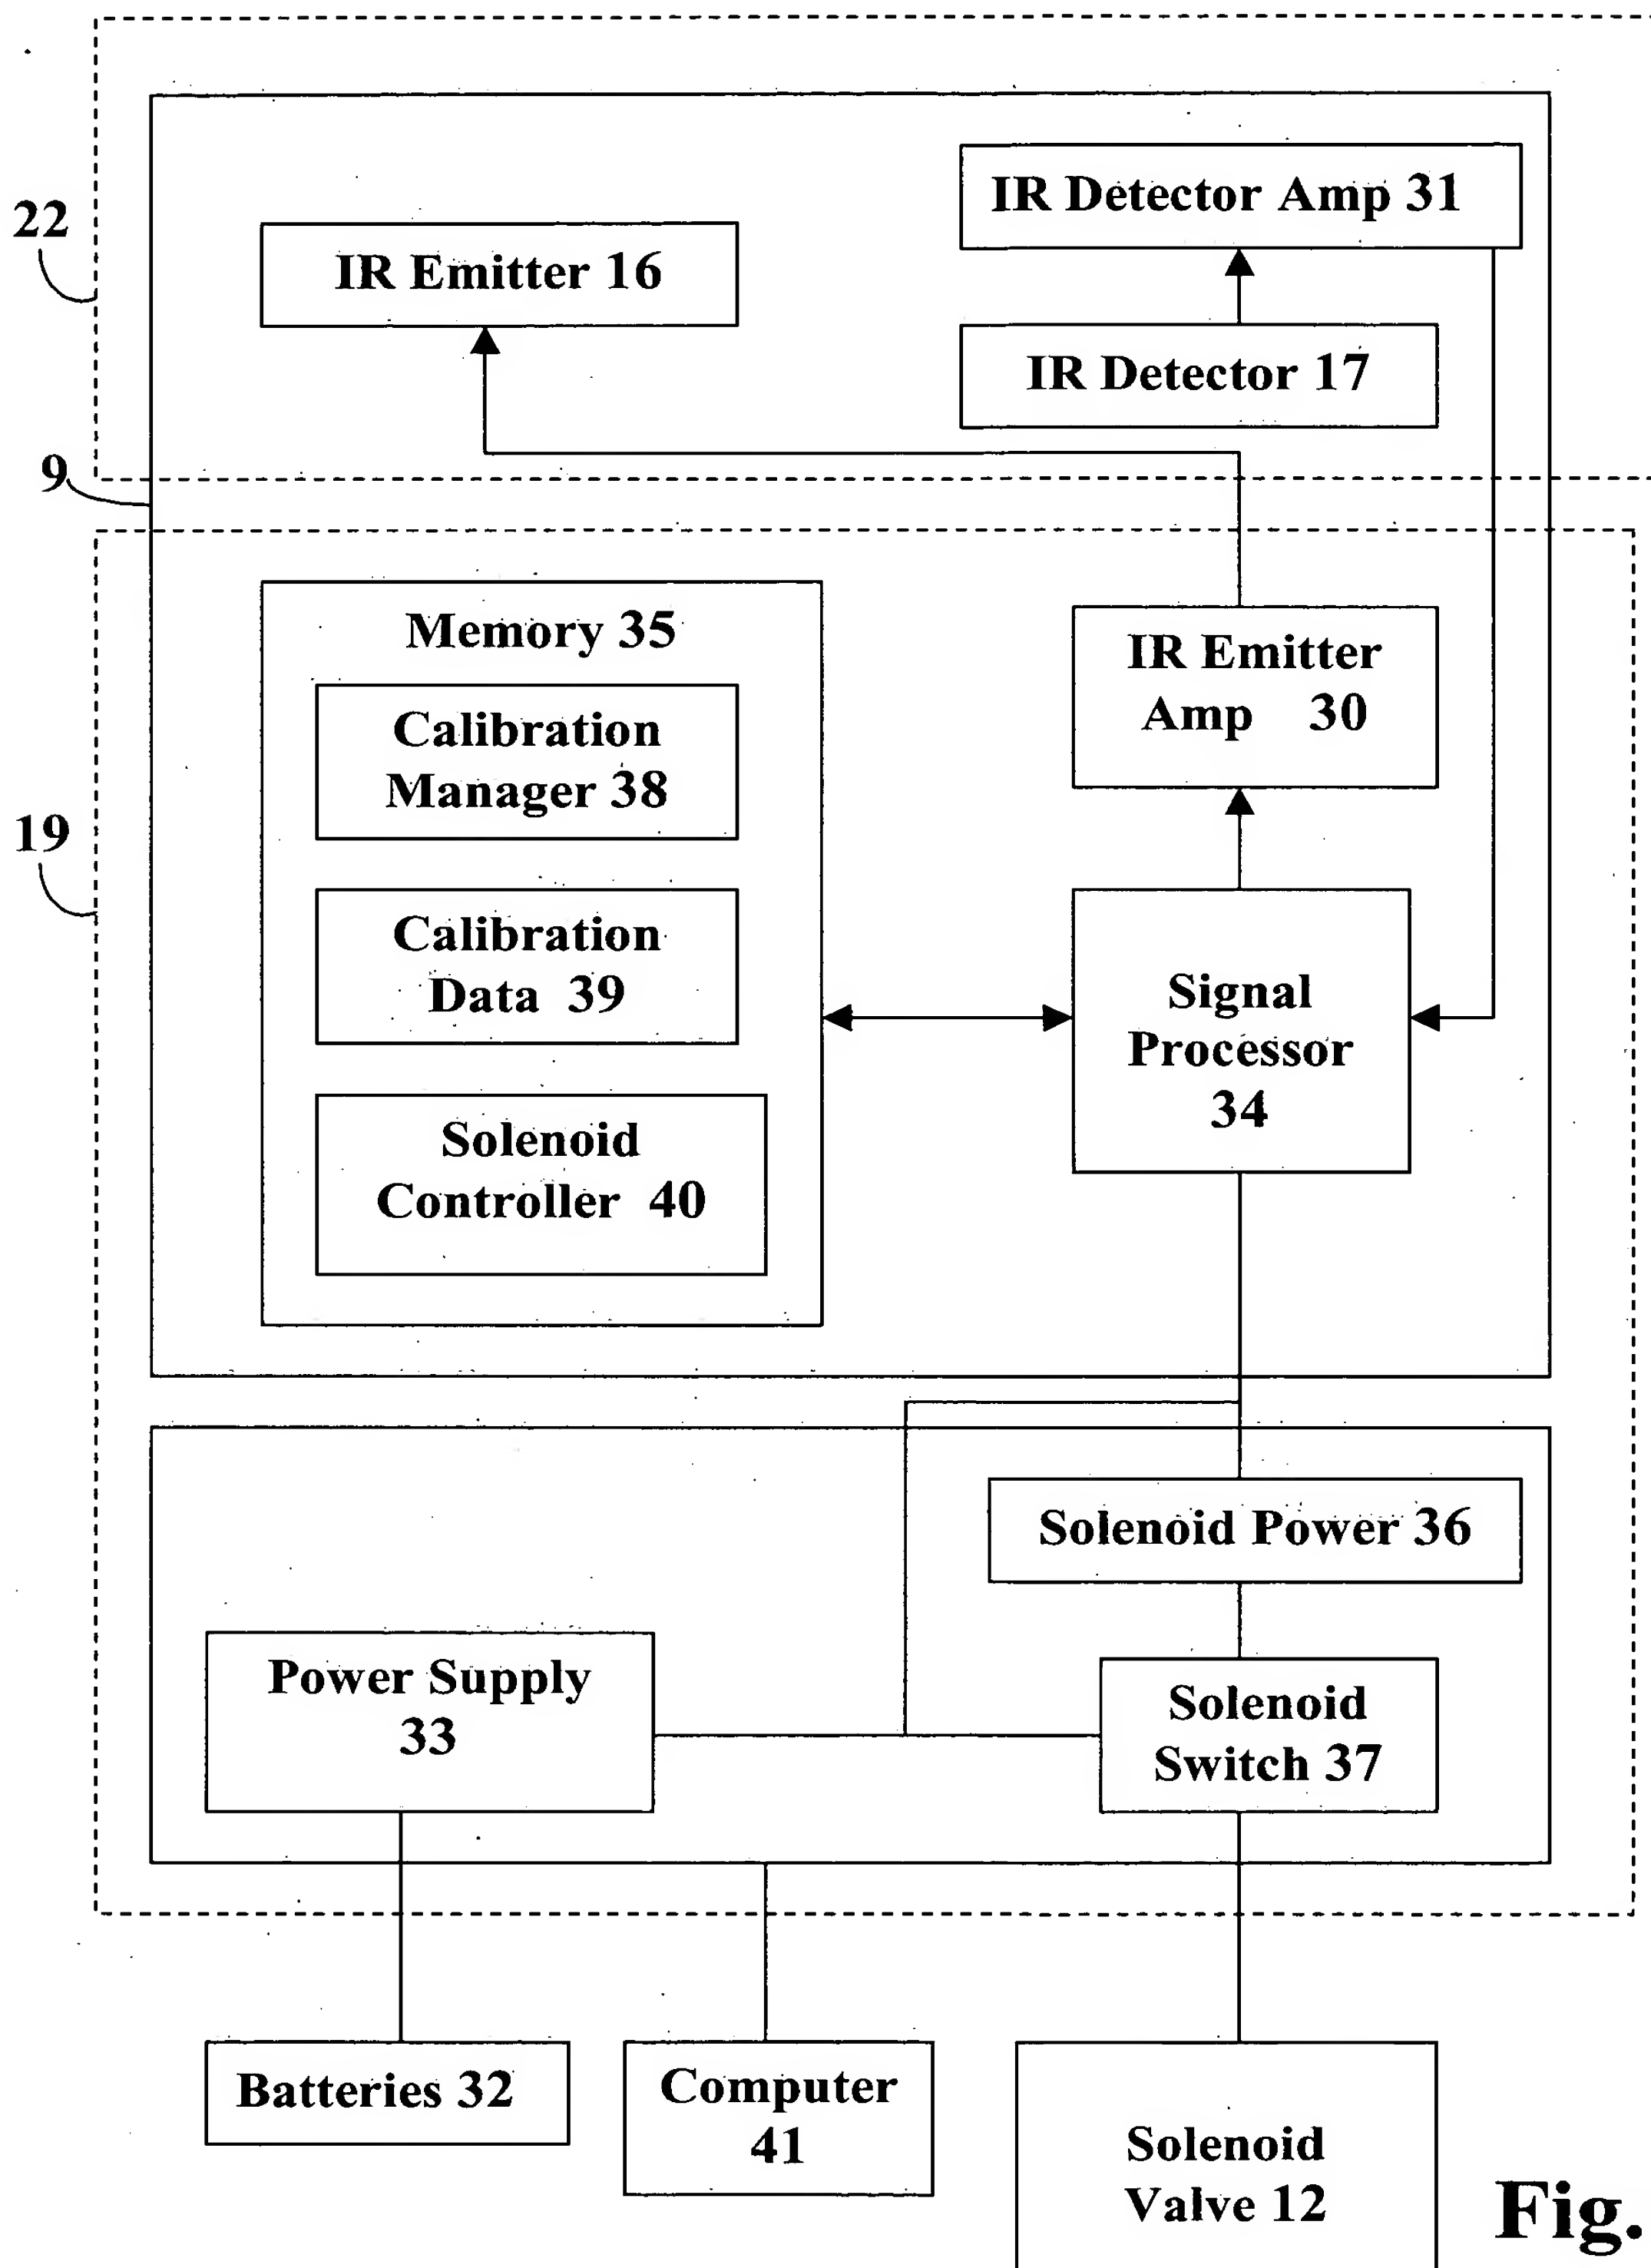 22
IR Detector Amp 31
IR Emitter 16
IR Detector 17
9
Memory 35
IR Emitter
Amp 30
Calibration
Manager 38
19
Calibration
Data 39
Signal
Processor
34
Solenoid
Controller 40
Solenoid Power 36
Power Supply
33
Solenoid
Switch 37
Batteries 32
Computer
41
Solenoid
Valve 12
Fig.